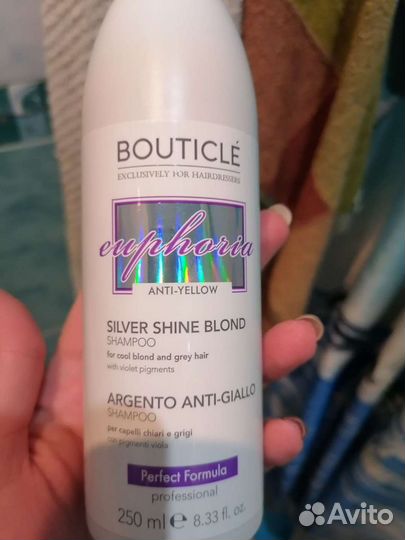 BOUTICLÉ
EXCLUSIVELY FOR HAIRDRESSERS
euphoria
ANTI-YELLOW
SILVER SHINE BLOND
SHAMPOO
for cool blond and grey hair
with violet pigments
ARGENTO ANTI-GIALLO
SHAMPOO
per capelli chiari e grigi
con pigmenti viola
Perfect Formula
professional
250 ml e 8.33 fl. oz.
Avito